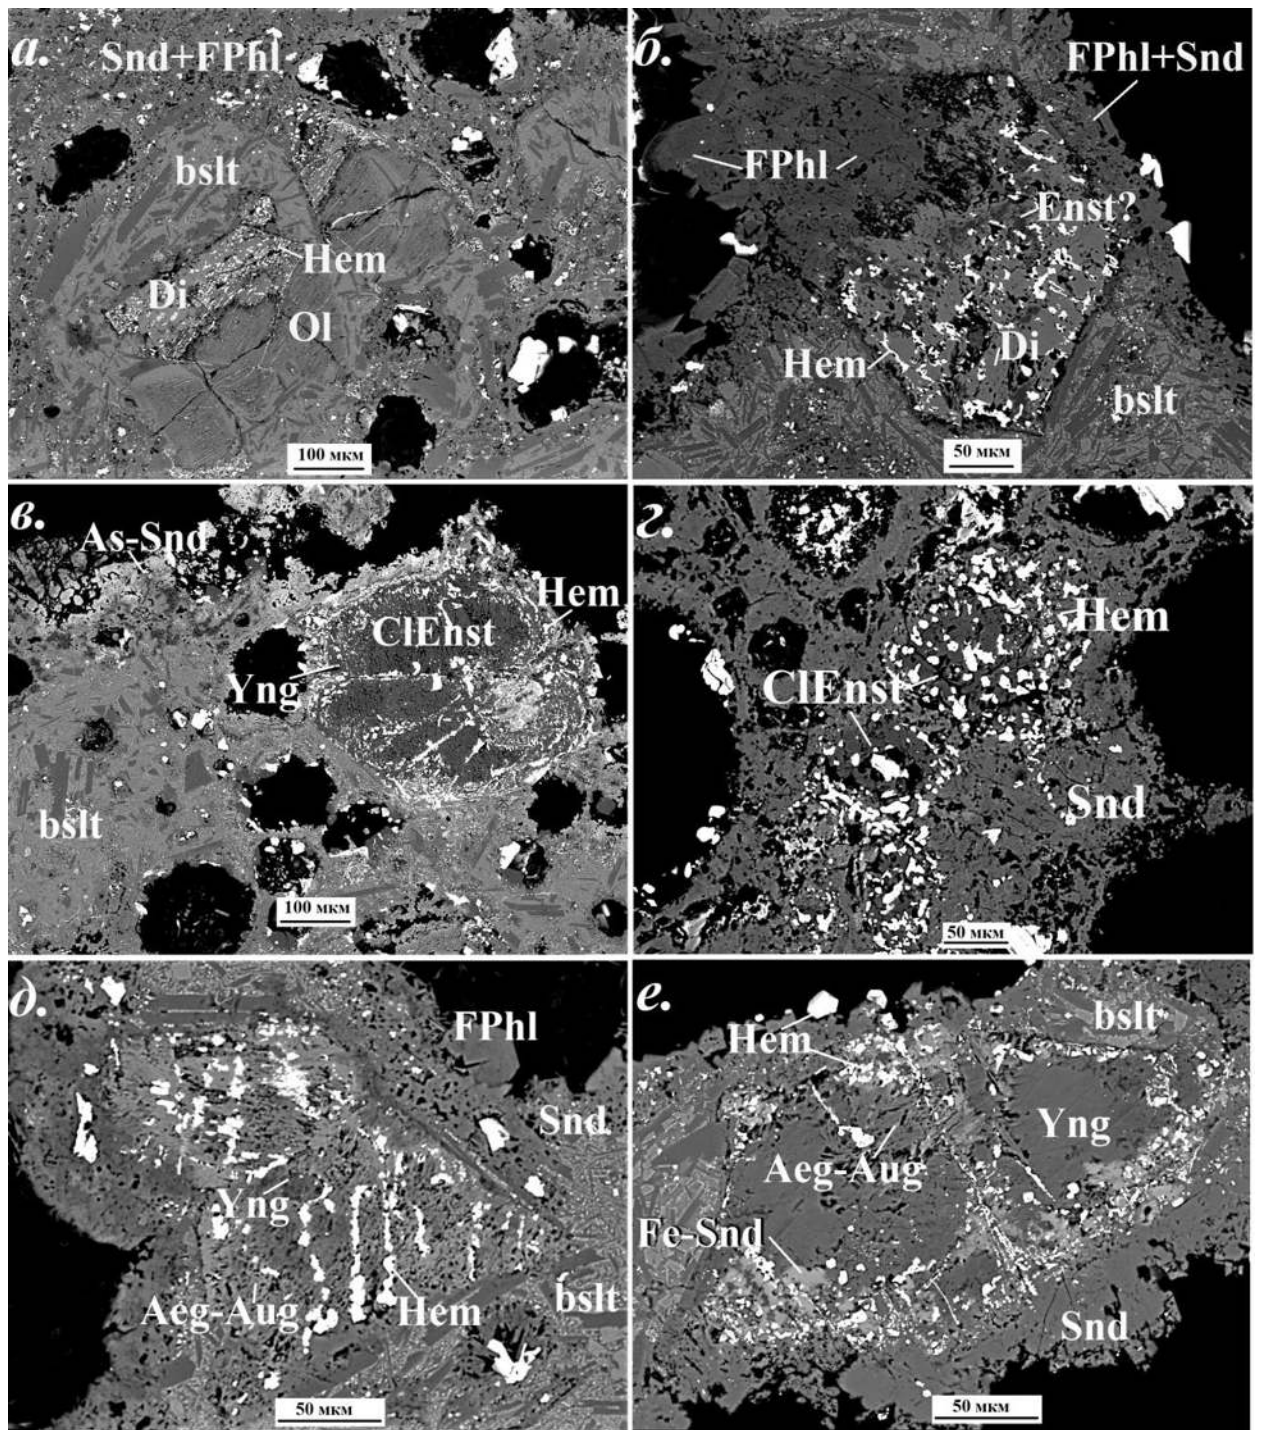 а.
Snd+FPhl
bslt
Hem
Di
Ol
100 мкм
б.
FPhl+Snd
FPhl
Enst?
Hem
Di
bslt
50 мкм
в.
As-Snd
Hem
ClEnst
Yng
bslt
100 мкм
г.
Hem
ClEnst
Snd
50 мкм
д.
FPhl
Snd
Yng
Aeg-Aug
Hem
bslt
50 мкм
е.
Hem
bslt
Yng
Aeg-Aug
Fe-Snd
Snd
50 мкм